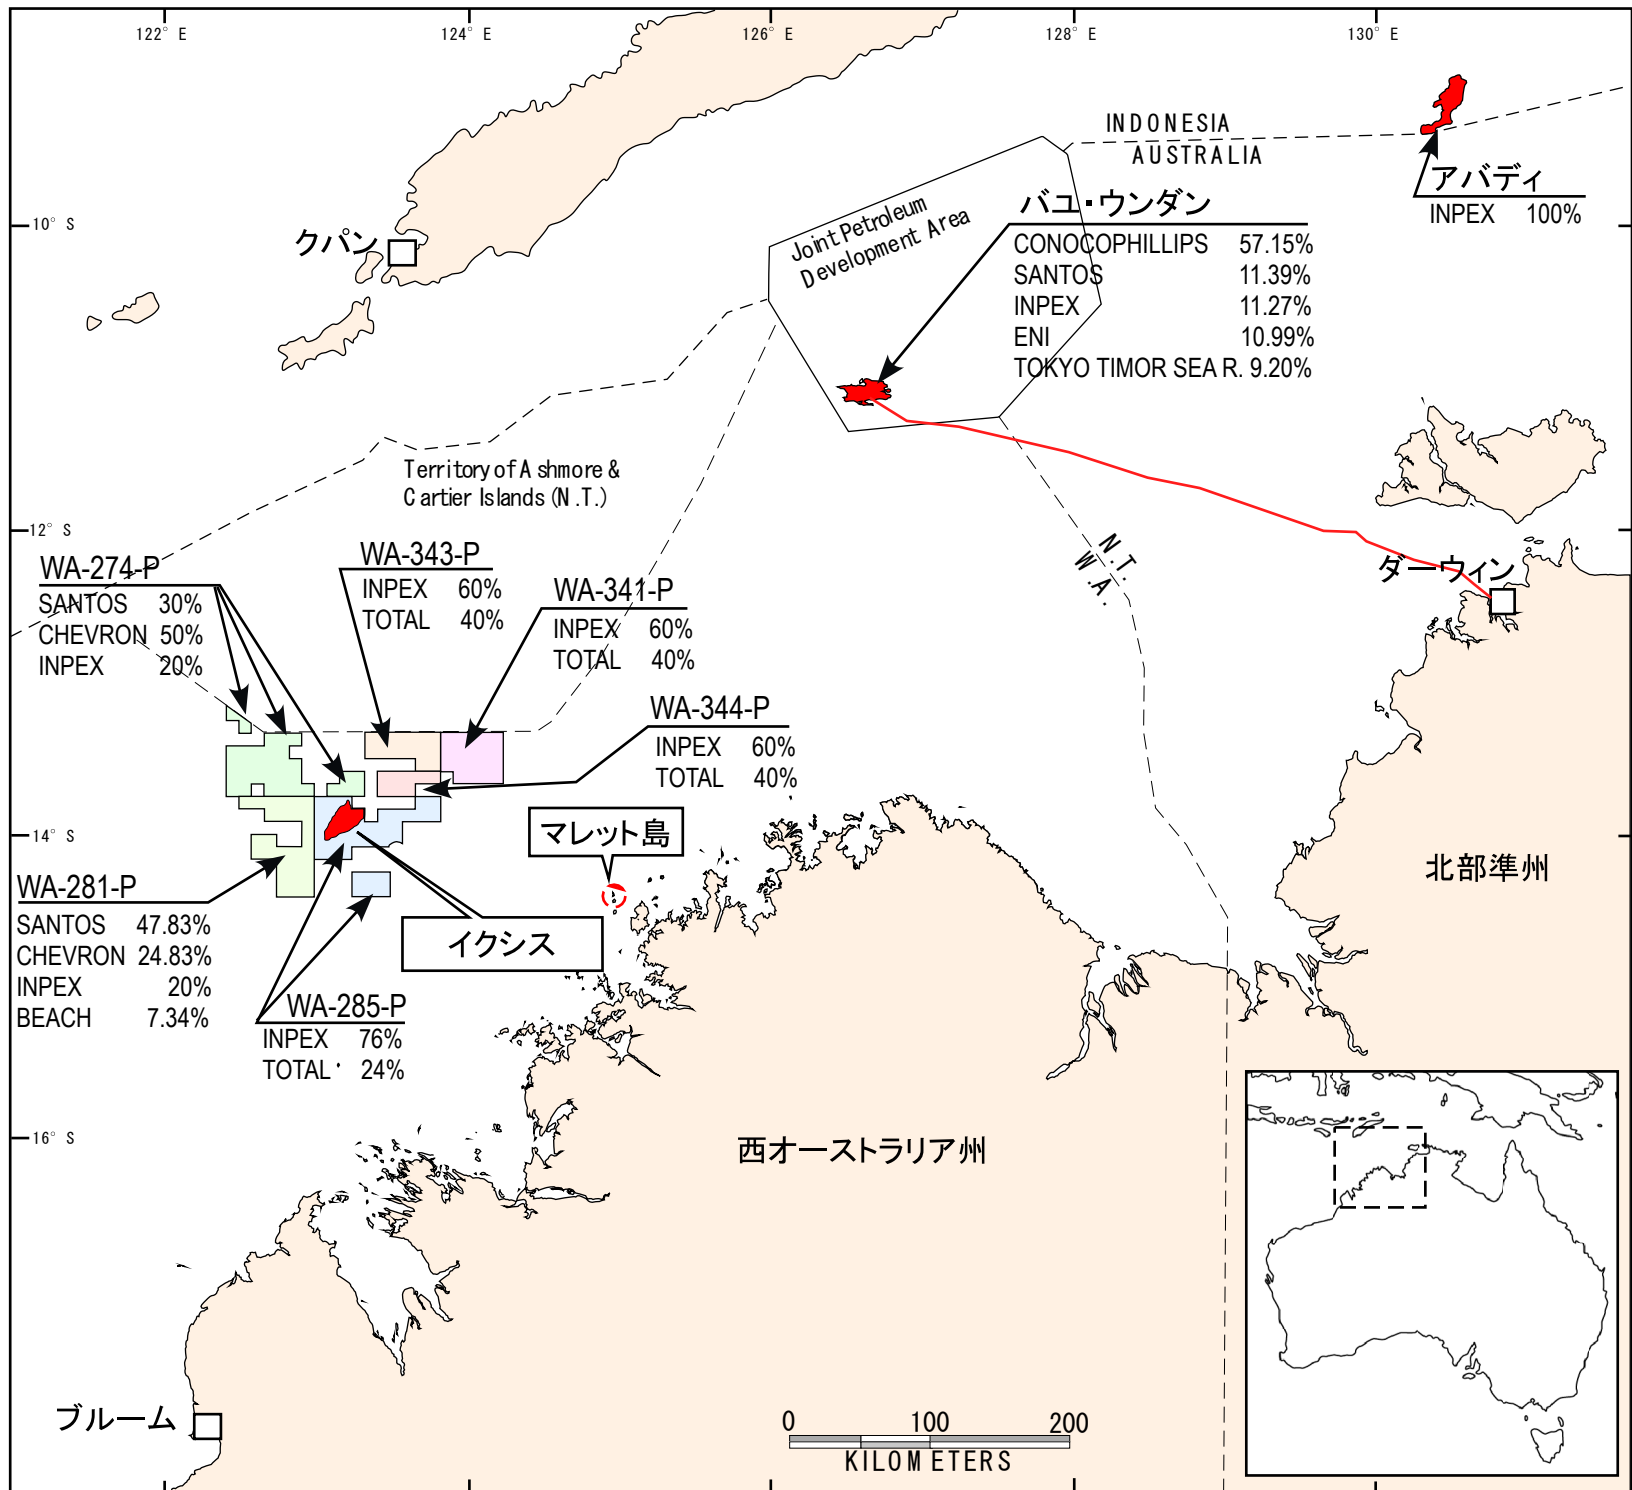 122° E
124° E
126° E
128° E
130° E
INDONESIA
AUSTRALIA
アバディ
INPEX 100%
バユ・ウンダン
CONOCOPHILLIPS 57.15%
SANTOS 11.39%
INPEX 11.27%
ENI 10.99%
TOKYO TIMOR SEA R. 9.20%
Joint Petroleum
Development Area
10° S
クパン
Territory of Ashmore &
Cartier Islands (N.T.)
12° S
N.T.
W.A.
ダーウィン
WA-274-P
SANTOS 30%
CHEVRON 50%
INPEX 20%
WA-343-P
INPEX 60%
TOTAL 40%
WA-341-P
INPEX 60%
TOTAL 40%
WA-344-P
INPEX 60%
TOTAL 40%
14° S
マレット島
北部準州
WA-281-P
SANTOS 47.83%
CHEVRON 24.83%
INPEX 20%
BEACH 7.34%
イクシス
WA-285-P
INPEX 76%
TOTAL 24%
16° S
西オーストラリア州
ブルーム
0 100 200
KILOMETERS